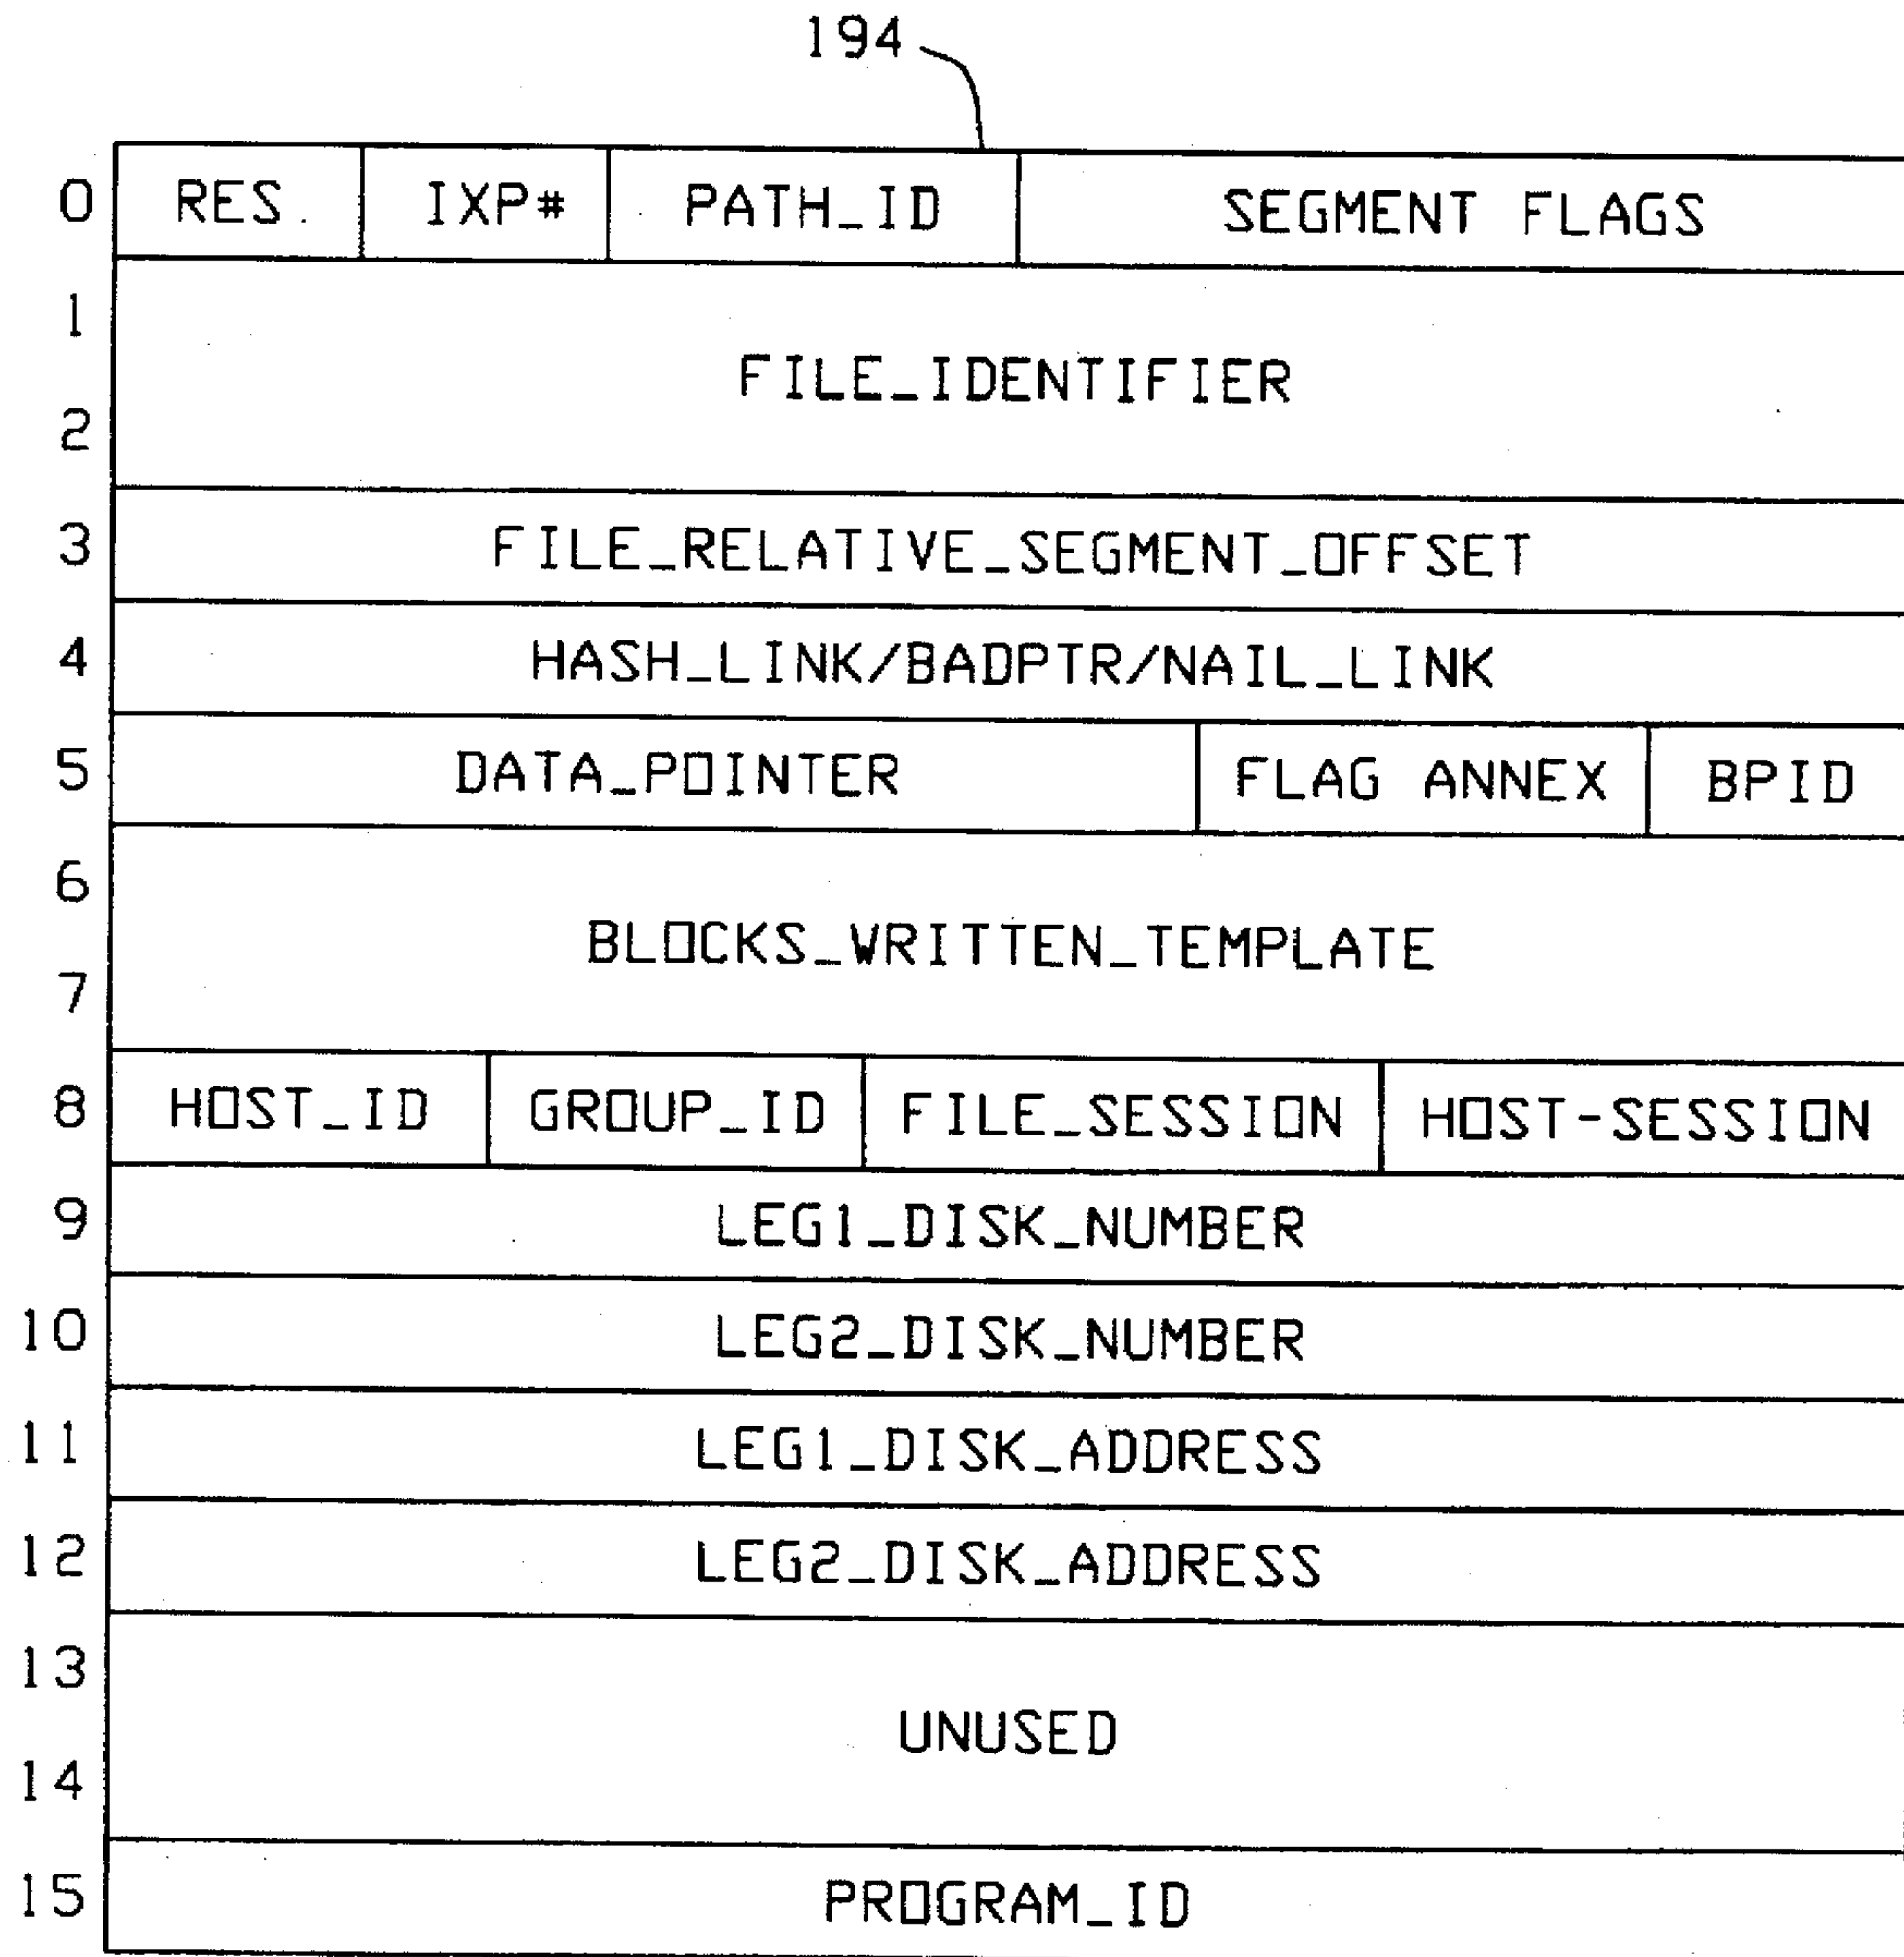 194
0 RES. IXP# PATH_ID SEGMENT FLAGS
1
FILE_IDENTIFIER
2
3 FILE_RELATIVE_SEGMENT_OFFSET
4 HASH_LINK/BADPTR/NAIL_LINK
5 DATA_POINTER FLAG ANNEX BPID
6
BLOCKS_WRITTEN_TEMPLATE
7
8 HOST_ID GROUP_ID FILE_SESSION HOST-SESSION
9 LEG1_DISK_NUMBER
10 LEG2_DISK_NUMBER
11 LEG1_DISK_ADDRESS
12 LEG2_DISK_ADDRESS
13
UNUSED
14
15 PROGRAM_ID